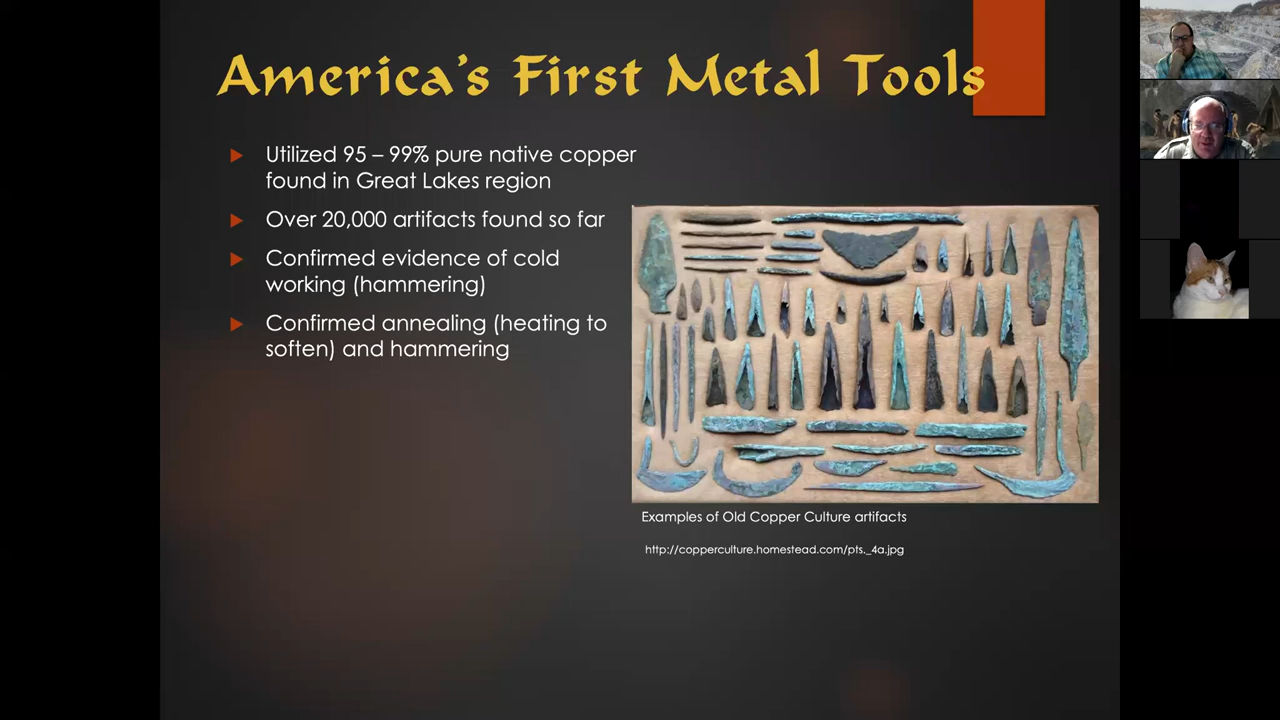 America's First Metal Tools
Utilized 95 – 99% pure native copper
found in Great Lakes region
Over 20,000 artifacts found so far
Confirmed evidence of cold
working (hammering)
Confirmed annealing (heating to
soften) and hammering
Examples of Old Copper Culture artifacts
http://copperculture.homestead.com/pts._4a.jpg